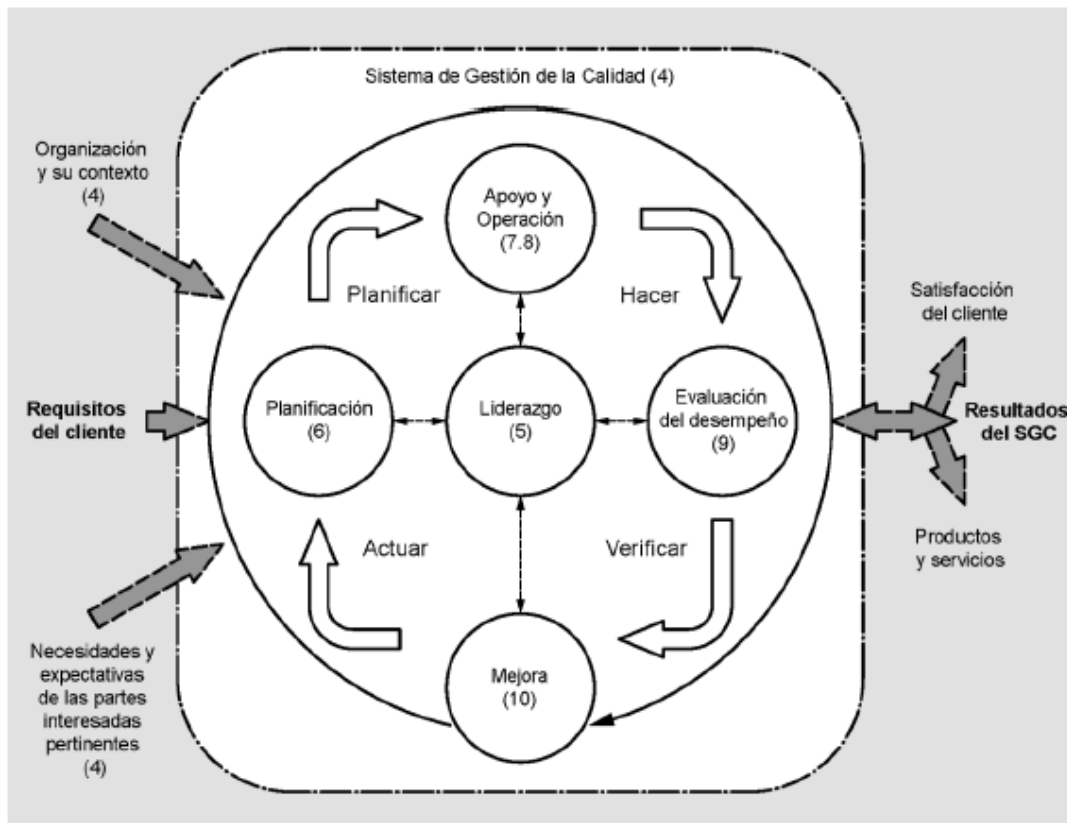 Sistema de Gestión de la Calidad (4)
Organización
y su contexto
(4)
Apoyo y
Operación
(7.8)
Planificar
Hacer
Satisfacción
del cliente
Requisitos
del cliente
Planificación
(6)
Liderazgo
(5)
Evaluación
del desempeño
(9)
Resultados
del SGC
Actuar
Verificar
Productos
y servicios
Necesidades y
expectativas
de las partes
interesadas
pertinentes
(4)
Mejora
(10)